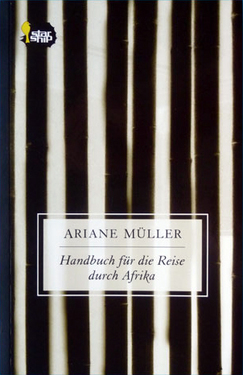 star
ship
ARIANE MÜLLER
Handbuch für die Reise
durch Afrika